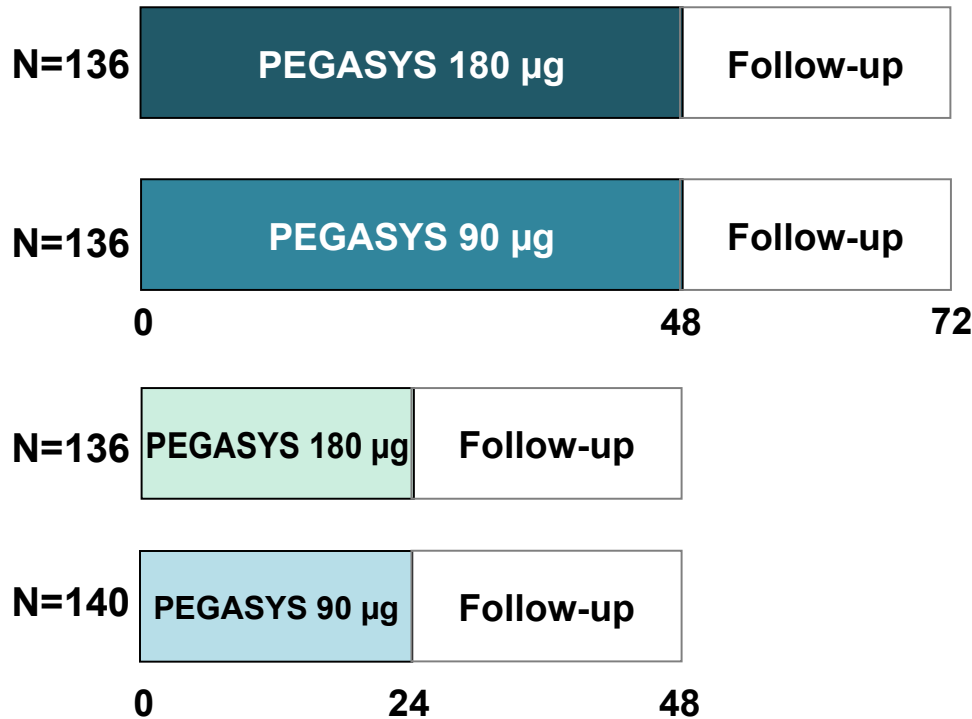 N=136 PEGASYS 180 µg Follow-up
N=136 PEGASYS 90 µg Follow-up
0 48 72
N=136 PEGASYS 180 µg Follow-up
N=140 PEGASYS 90 µg Follow-up
0 24 48